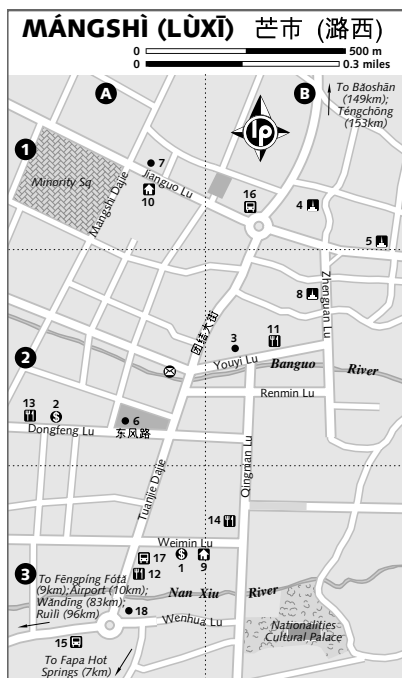 MÁNGSHÌ (LÙXĪ) 芒市 (潞西)
0 500 m
0 0.3 miles
A
B
To Bǎoshān
(149km);
Téngchōng
(153km)
lp
1
7
Minority Sq
Mangshi Dajie
Jianguo Lu
10
16
4
5
8
Zhenguan Lu
团结大街
3
11
2
Youyi Lu
Banguo River
Renmin Lu
13
2
6
Dongfeng Lu
东风路
Tuanjie Dajie
Qingnian Lu
14
Weimin Lu
17
1
9
12
3
To Fēngpíng Fótǎ
(9km); Airport (10km);
Wǎndīng (83km);
Ruìlì (96km)
Nan Xiu River
18
Wenhua Lu
Nationalities
Cultural Palace
15
To Fapa Hot
Springs (7km)